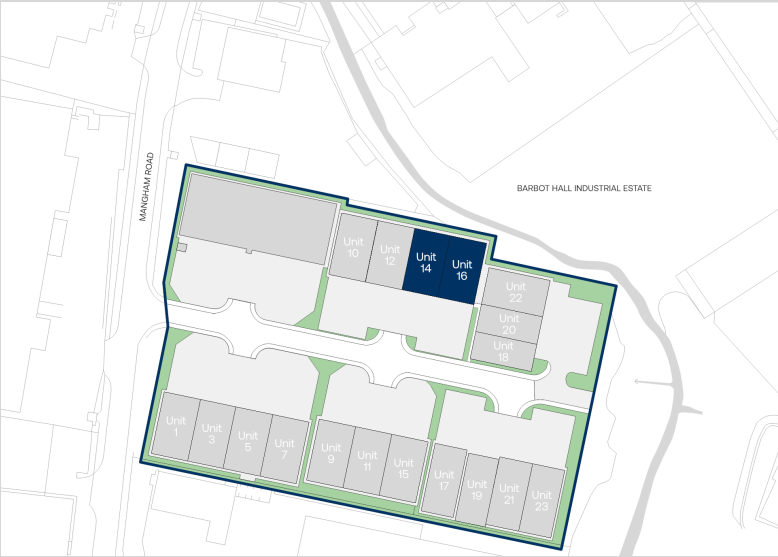 MANGHAM ROAD
BARBOT HALL INDUSTRIAL ESTATE
Unit
10
Unit
12
Unit
14
Unit
16
Unit
22
Unit
20
Unit
18
Unit
1
Unit
3
Unit
5
Unit
7
Unit
9
Unit
11
Unit
15
Unit
17
Unit
19
Unit
21
Unit
23